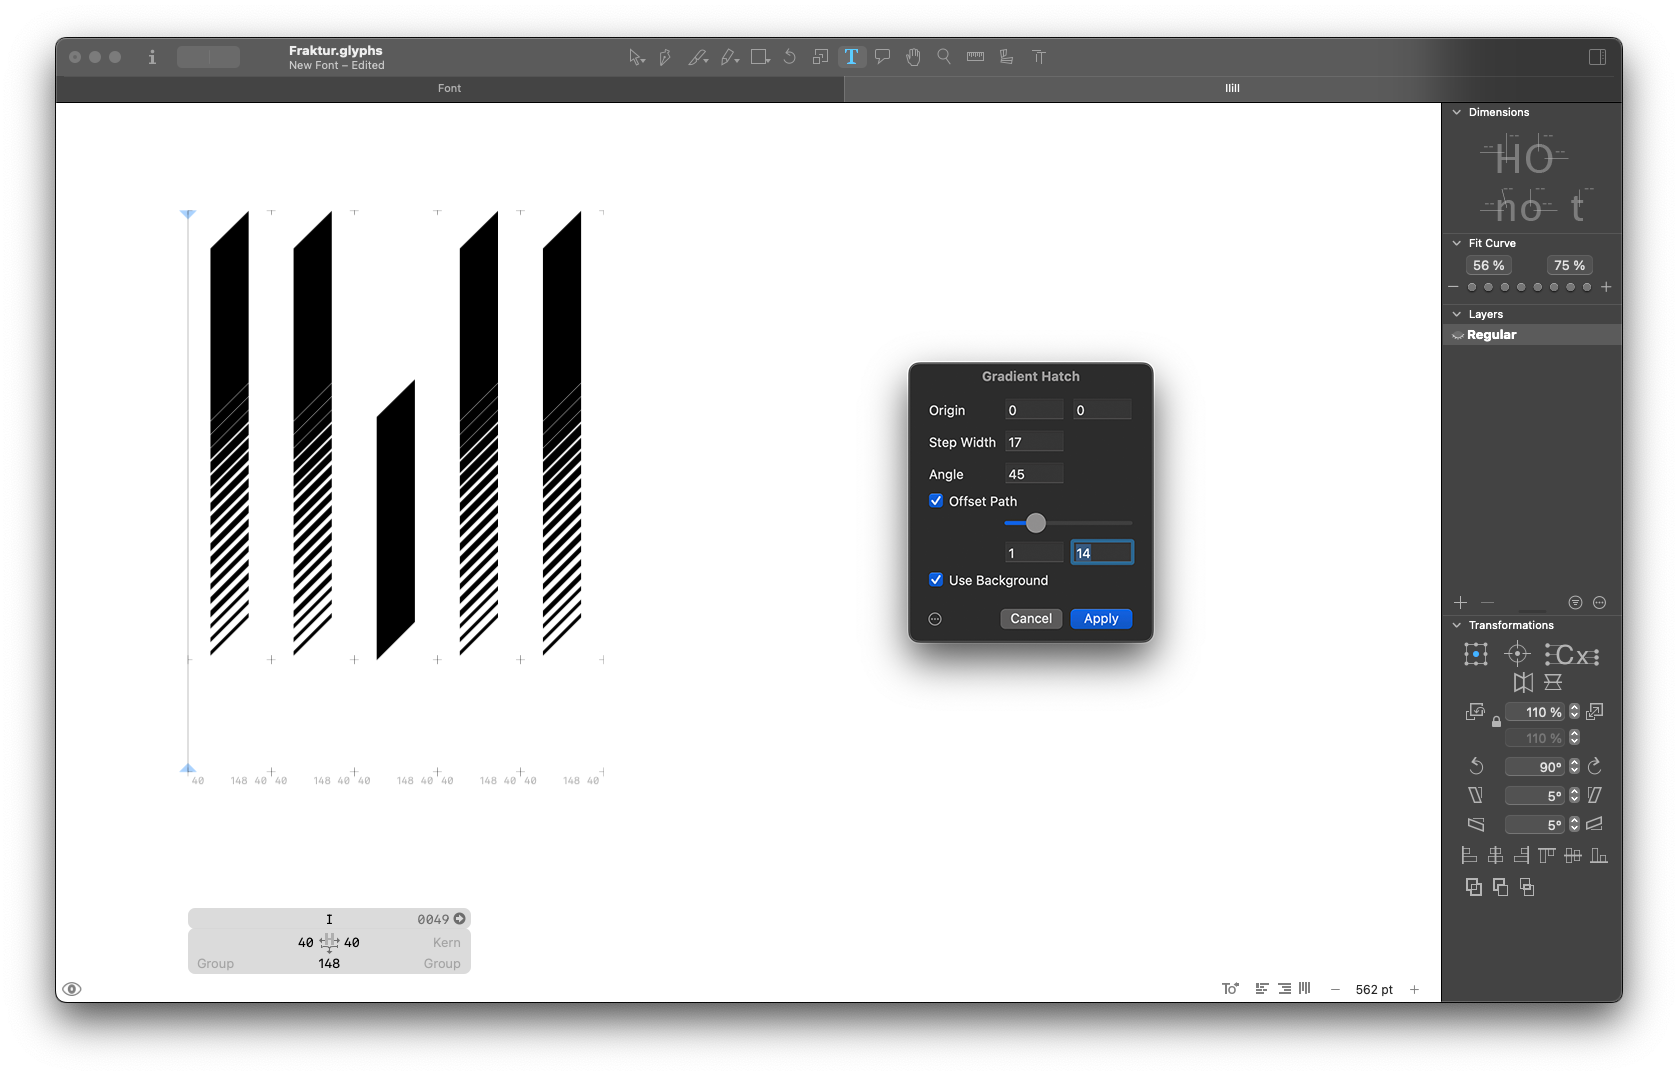 Fraktur.glyphs
New Font – Edited
Font
IlilI
Dimensions
HO
no t
Fit Curve
56 %
75 %
Layers
Regular
Gradient Hatch
Origin 0 0
Step Width 17
Angle 45
Offset Path
1 14
Use Background
Cancel Apply
Transformations
110 %
110 %
90°
5°
5°
40 148 40 40 148 40 40 148 40 40 148 40 40 148 40
I 0049
40 40 Kern
Group 148 Group
562 pt